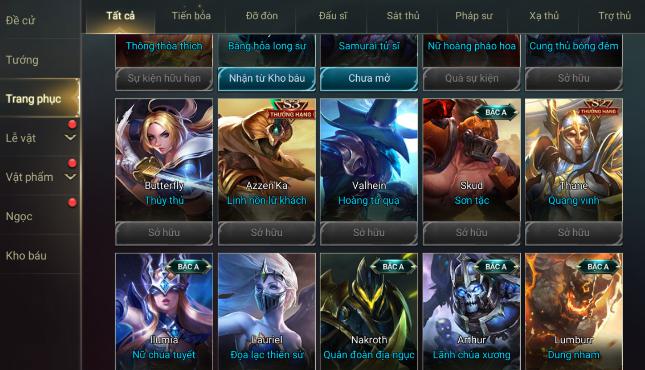 Đề cử
Tướng
Trang phục
Lễ vật
Vật phẩm
Ngọc
Kho báu
Tất cả
Tiến hóa
Đỡ đòn
Đấu sĩ
Sát thủ
Pháp sư
Xạ thủ
Trợ thủ
Thông thỏa thích
Băng hỏa long sư
Samurai tử sĩ
Nữ hoàng pháo hoa
Cung thủ bóng đêm
Sự kiện hữu hạn
Nhận từ Kho báu
Chưa mở
Quà sự kiện
Sở hữu
Butterfly
Thủy thủ
Sở hữu
THƯỞNG HẠNG
Azzen'Ka
Linh hồn lữ khách
Sở hữu
Valhein
Hoàng tử quạ
Sở hữu
BẬC A
Skud
Sơn tặc
Sở hữu
THƯỞNG HẠNG
Thane
Quang vinh
Sở hữu
BẬC A
Ilumia
Nữ chúa tuyết
Lauriel
Đọa lạc thiên sứ
BẬC A
Nakroth
Quân đoàn địa ngục
BẬC A
Arthur
Lãnh chúa xương
BẬC A
Lumburr
Dung nham